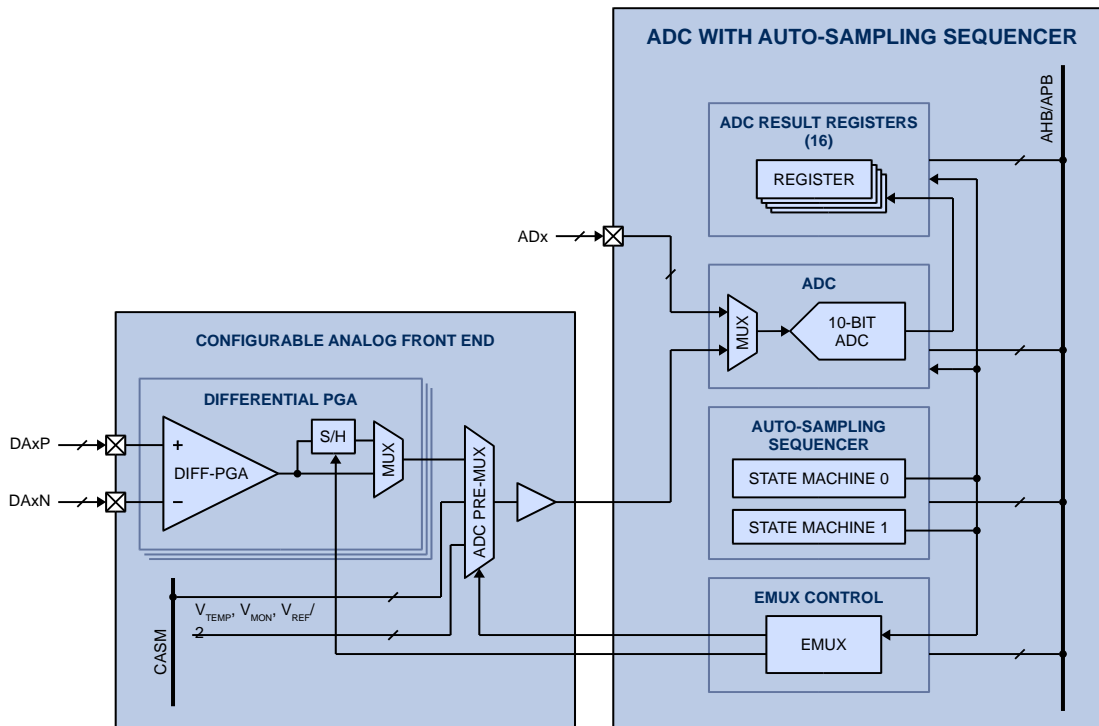 ADC WITH AUTO-SAMPLING SEQUENCER
AHB/APB
ADC RESULT REGISTERS
(16)
REGISTER
ADx
ADC
MUX
10-BIT
ADC
CONFIGURABLE ANALOG FRONT END
DIFFERENTIAL PGA
DAxP
+
DIFF-PGA
−
DAxN
S/H
MUX
ADC PRE-MUX
AUTO-SAMPLING
SEQUENCER
STATE MACHINE 0
STATE MACHINE 1
CASM
VTEMP, VMON, VREF/
2
EMUX CONTROL
EMUX